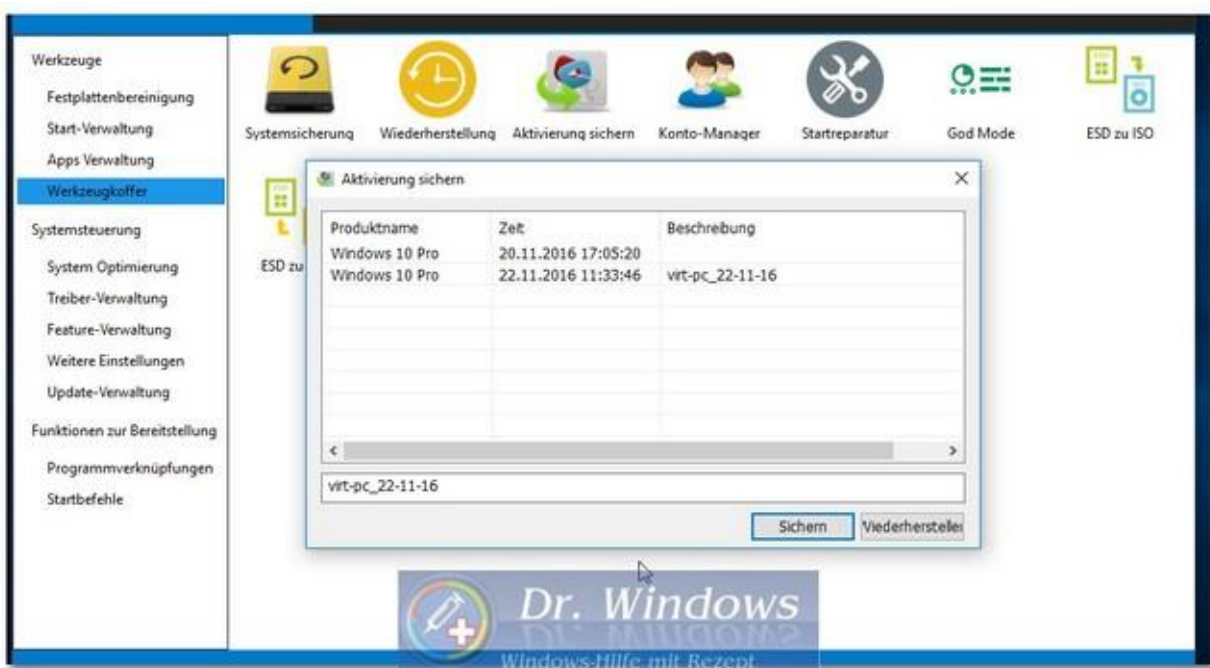 Werkzeuge
Festplattenbereinigung
Start-Verwaltung
Apps Verwaltung
Werkzeugkoffer
Systemsteuerung
System Optimierung
Treiber-Verwaltung
Feature-Verwaltung
Weitere Einstellungen
Update-Verwaltung
Funktionen zur Bereitstellung
Programmverknüpfungen
Startbefehle
Systemsicherung Wiederherstellung Aktivierung sichern Konto-Manager Startreparatur God Mode ESD zu ISO
ESD zu
Aktivierung sichern
Produktname Zeit Beschreibung
Windows 10 Pro 20.11.2016 17:05:20
Windows 10 Pro 22.11.2016 11:33:46 virt-pc_22-11-16
virt-pc_22-11-16
Sichern
Dr. Windows
Windows-Hilfe mit Rezept